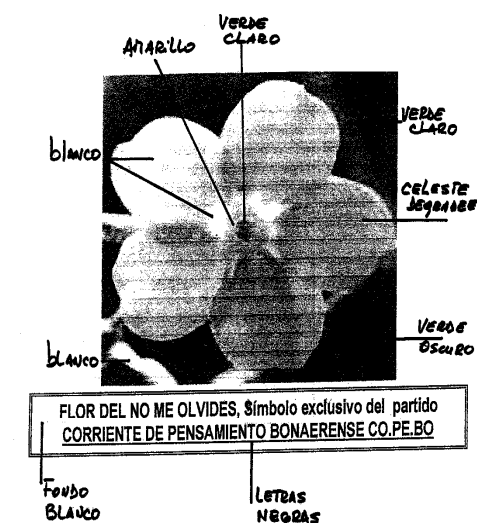 VERDE
CLARO
AMARILLO
VERDE
CLARO
blanco
CELESTE
DEGRADEE
VERDE
OSCURO
blanco
FLOR DEL NO ME OLVIDES, Símbolo exclusivo del partido
CORRIENTE DE PENSAMIENTO BONAERENSE CO.PE.BO
FONDO
BLANCO
LETRAS
NEGRAS